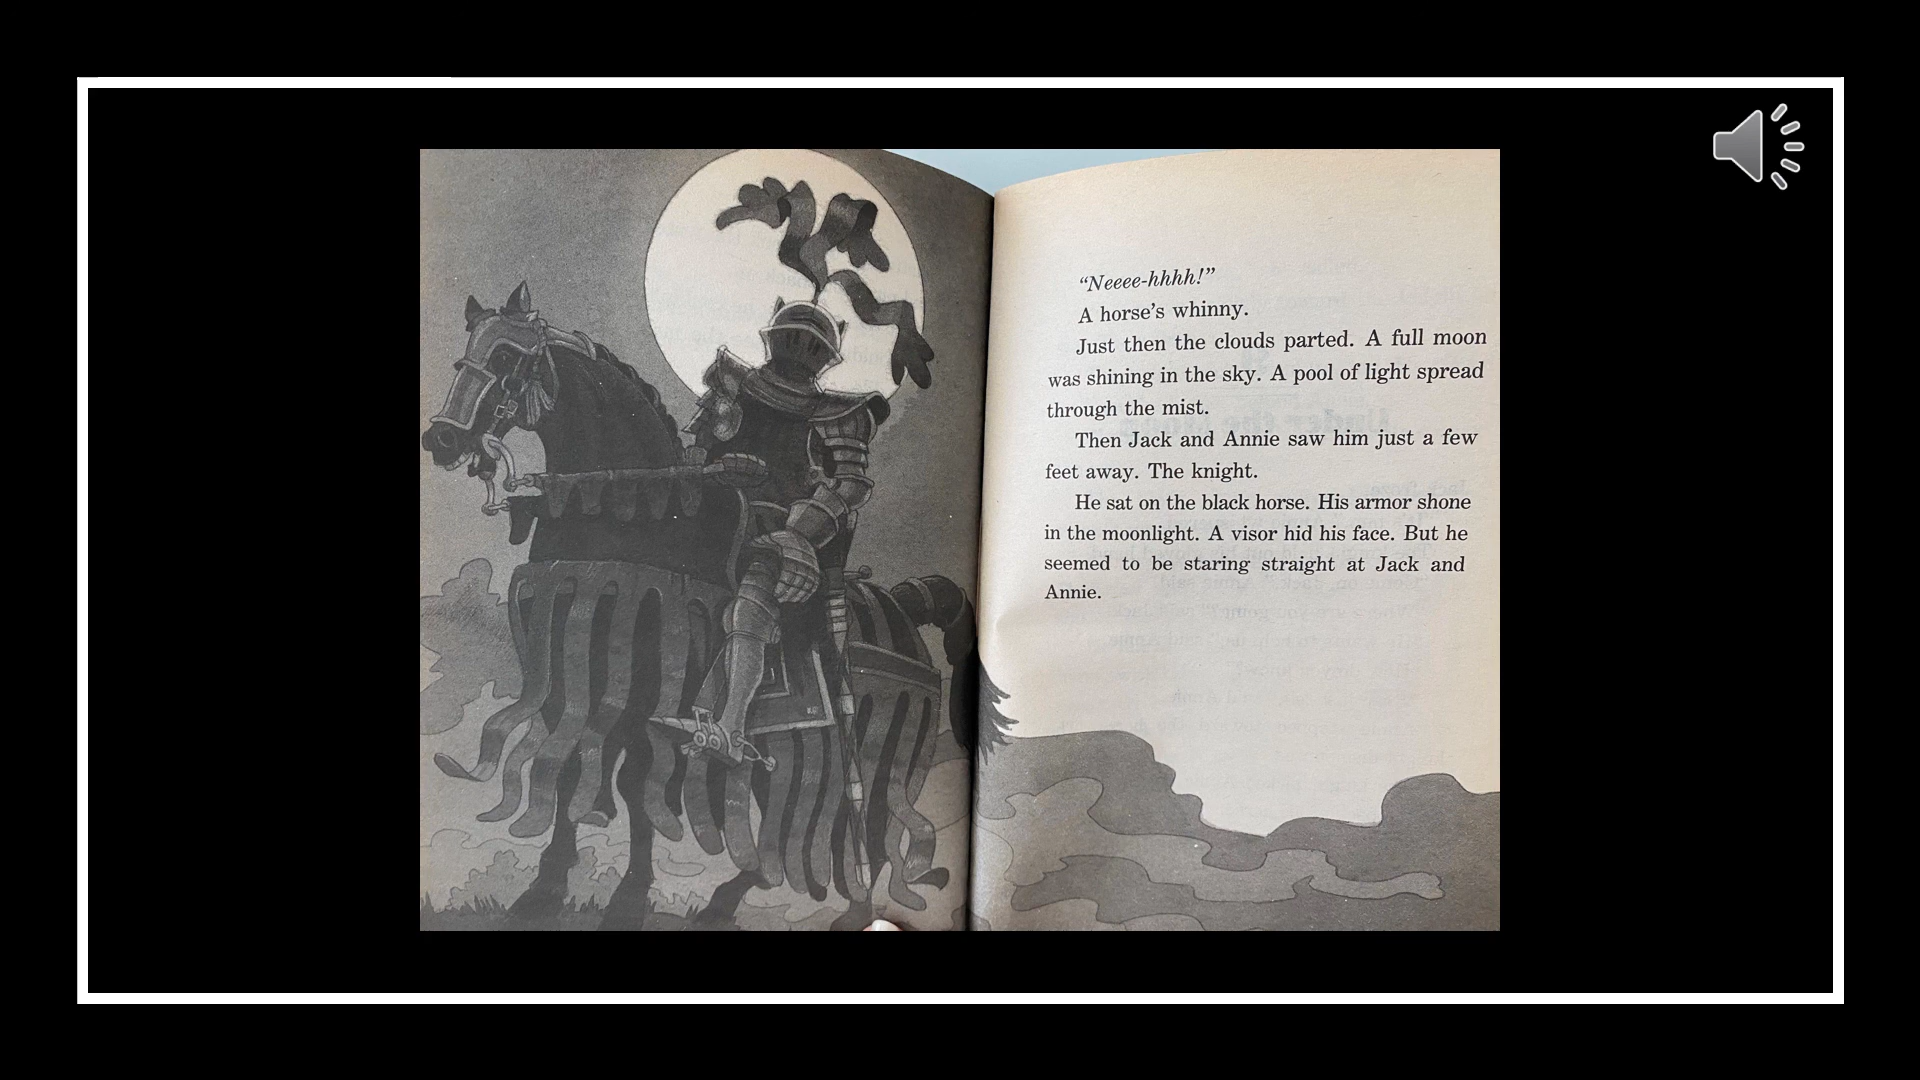 “Neeee-hhhh!”
A horse’s whinny.
Just then the clouds parted. A full moon
was shining in the sky. A pool of light spread
through the mist.
Then Jack and Annie saw him just a few
feet away. The knight.
He sat on the black horse. His armor shone
in the moonlight. A visor hid his face. But he
seemed to be staring straight at Jack and
Annie.